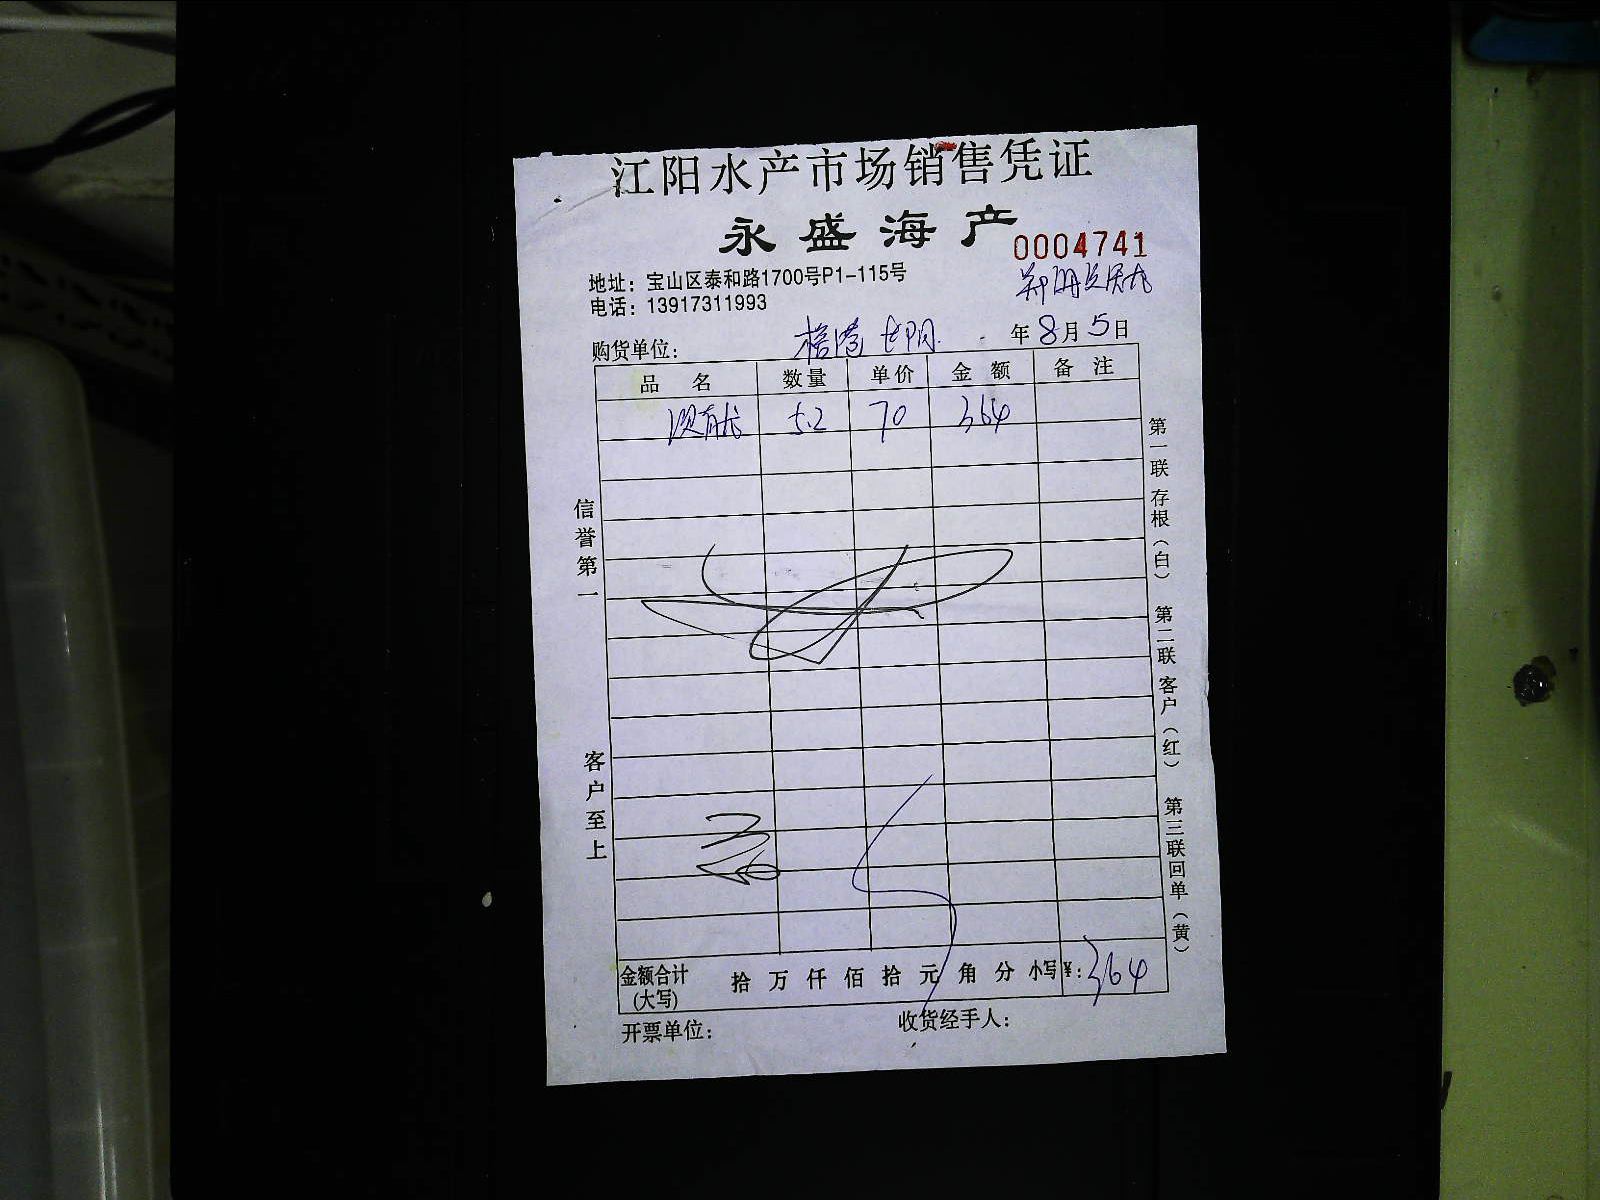 江阳水产市场销售凭证
永盛海产
0004741
地址：宝山区泰和路1700号P1-115号
电话：13917311993
购货单位：
年8月5日
品名 数量 单价 金额 备注
5.2 70 364
信誉第一
客户至上
第一联存根（白）
第二联客户（红）
第三联回单（黄）
金额合计（大写） 拾万仟佰拾元角分 小写¥：364
开票单位：
收货经手人：